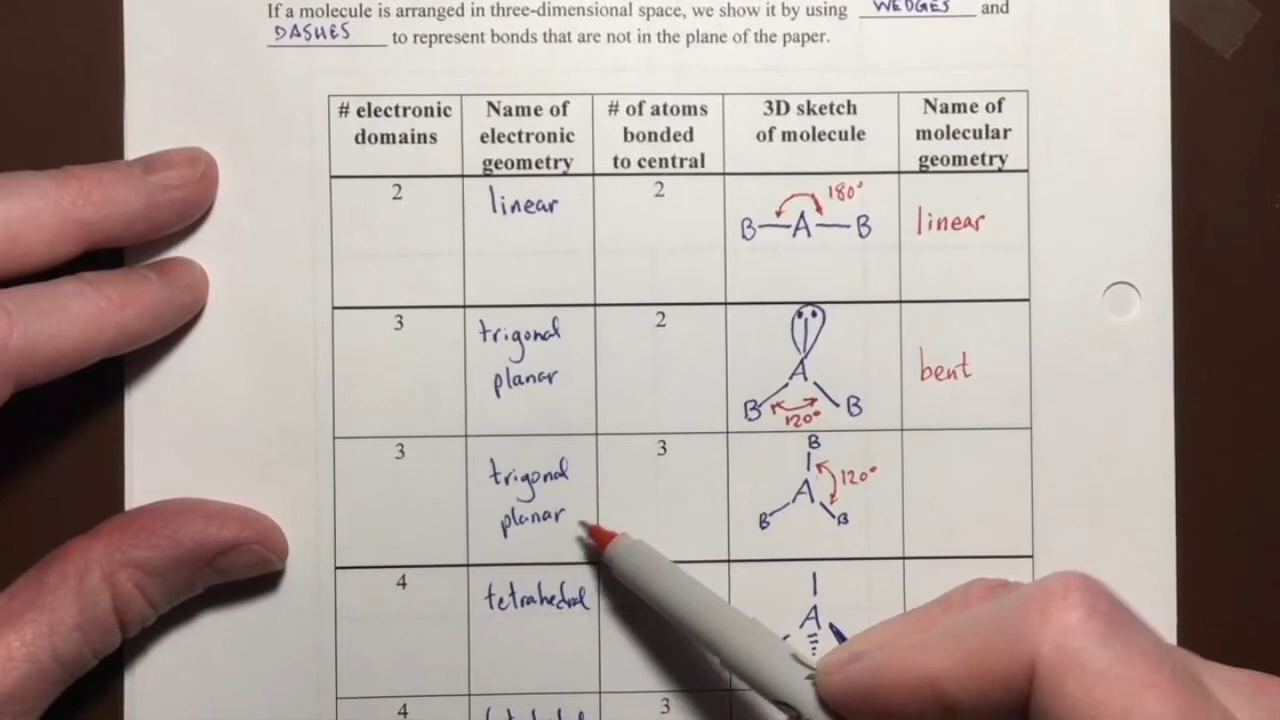 If a molecule is arranged in three-dimensional space, we show it by using WEDGES and
DASHES to represent bonds that are not in the plane of the paper.
# electronic domains
Name of electronic geometry
# of atoms bonded to central
3D sketch of molecule
Name of molecular geometry
2
linear
2
180°
B—A—B
linear
3
trigonal
planar
2
A
B B
120°
bent
3
trigonal
planar
3
B
A 120°
B B
4
tetrahedral
A
4
3